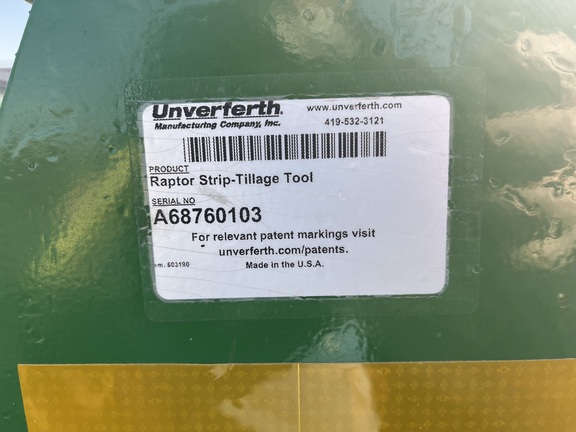 Unverferth. www.unverferth.com
Manufacturing Company, Inc. 419-532-3121
PRODUCT
Raptor Strip-Tillage Tool
SERIAL NO
A68760103
For relevant patent markings visit
unverferth.com/patents.
Made in the U.S.A.
503190